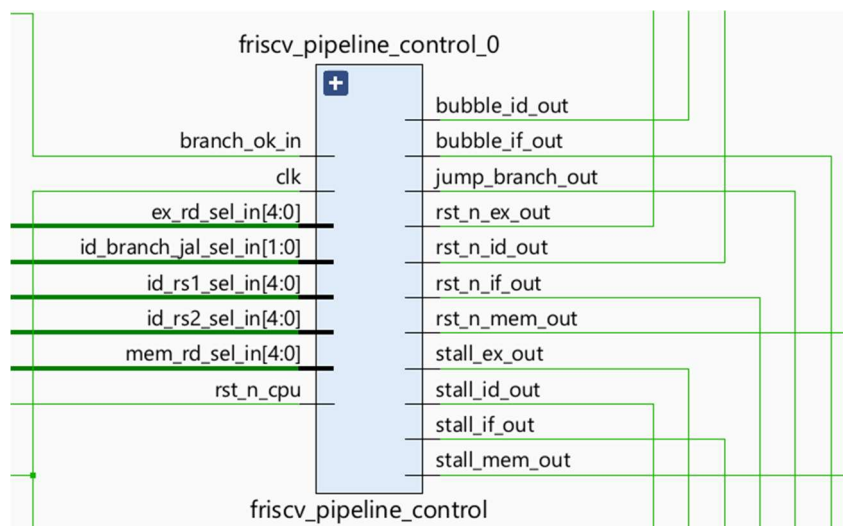 friscv_pipeline_control_0
branch_ok_in
clk
ex_rd_sel_in[4:0]
id_branch_jal_sel_in[1:0]
id_rs1_sel_in[4:0]
id_rs2_sel_in[4:0]
mem_rd_sel_in[4:0]
rst_n_cpu
bubble_id_out
bubble_if_out
jump_branch_out
rst_n_ex_out
rst_n_id_out
rst_n_if_out
rst_n_mem_out
stall_ex_out
stall_id_out
stall_if_out
stall_mem_out
friscv_pipeline_control